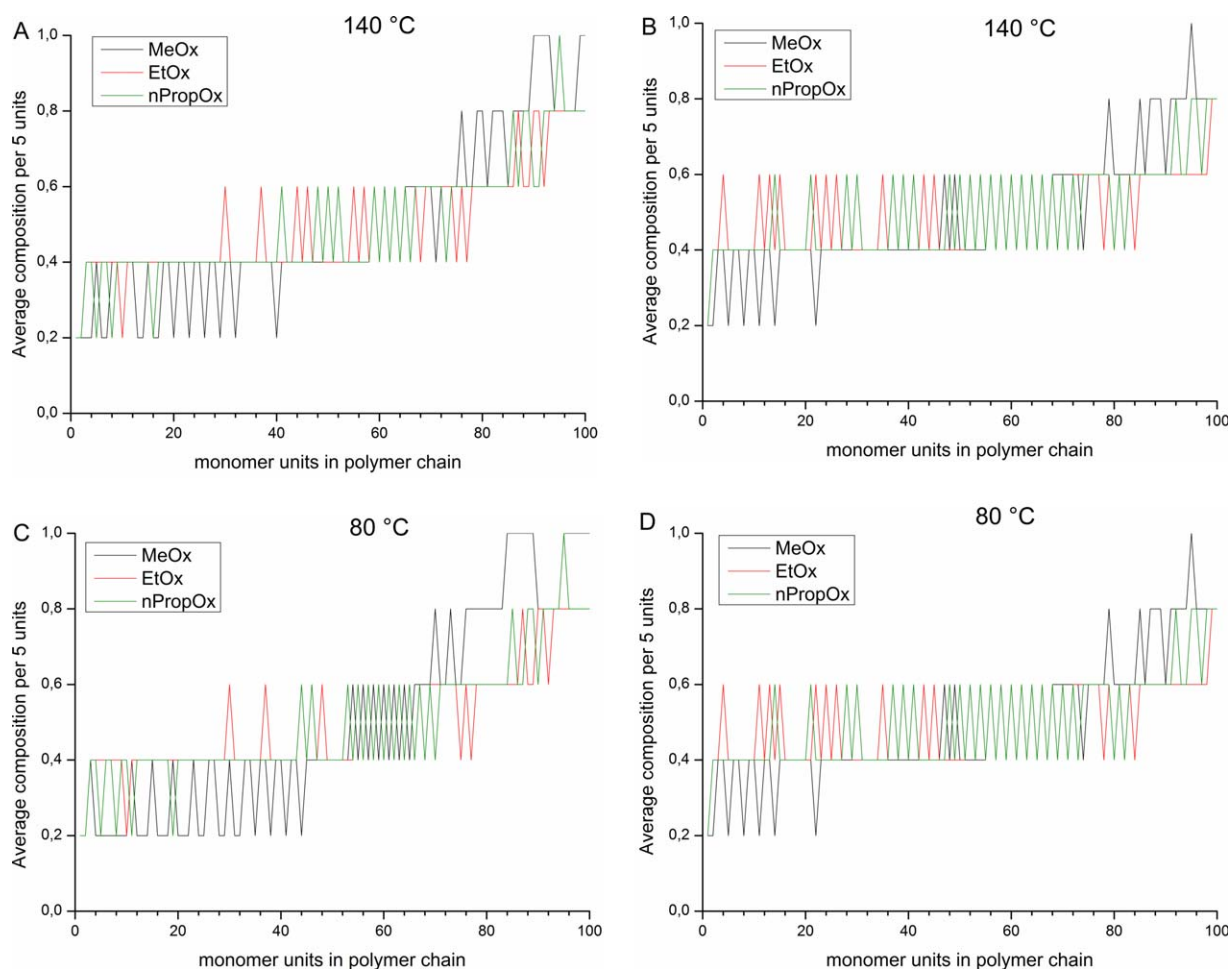 A
140 °C
MeOx
EtOx
nPropOx
1,0
0,8
0,6
0,4
0,2
0,0
Average composition per 5 units
0 20 40 60 80 100
monomer units in polymer chain
B
140 °C
MeOx
EtOx
nPropOx
1,0
0,8
0,6
0,4
0,2
0,0
Average composition per 5 units
0 20 40 60 80 100
monomer units in polymer chain
C
80 °C
MeOx
EtOx
nPropOx
1,0
0,8
0,6
0,4
0,2
0,0
Average composition per 5 units
0 20 40 60 80 100
monomer units in polymer chain
D
80 °C
MeOx
EtOx
nPropOx
1,0
0,8
0,6
0,4
0,2
0,0
Average composition per 5 units
0 20 40 60 80 100
monomer units in polymer chain